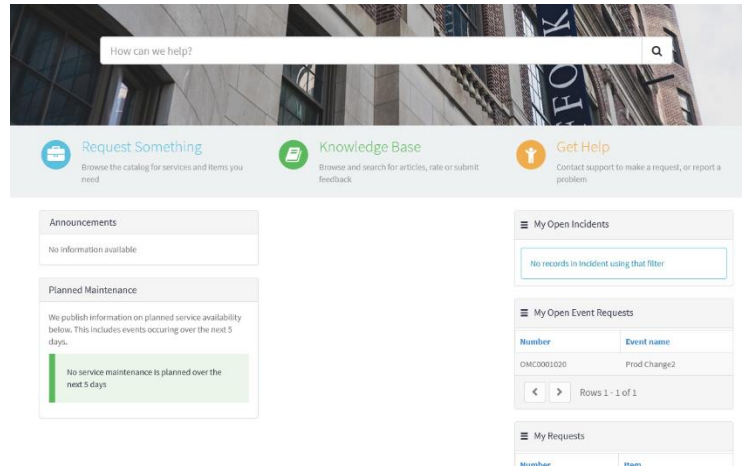 How can we help?
FORK
Request Something
Browse the catalog for services and items you
need
Knowledge Base
Browse and search for articles, rate or submit
feedback
Get Help
Contact support to make a request, or report a
problem
Announcements
No information available
Planned Maintenance
We publish information on planned service availability
below. This includes events occuring over the next 5
days.
No service maintenance is planned over the
next 5 days
My Open Incidents
No records in Incident using that filter
My Open Event Requests
Number Event name
OMC0001020 Prod Change2
Rows 1 - 1 of 1
My Requests
Number Item